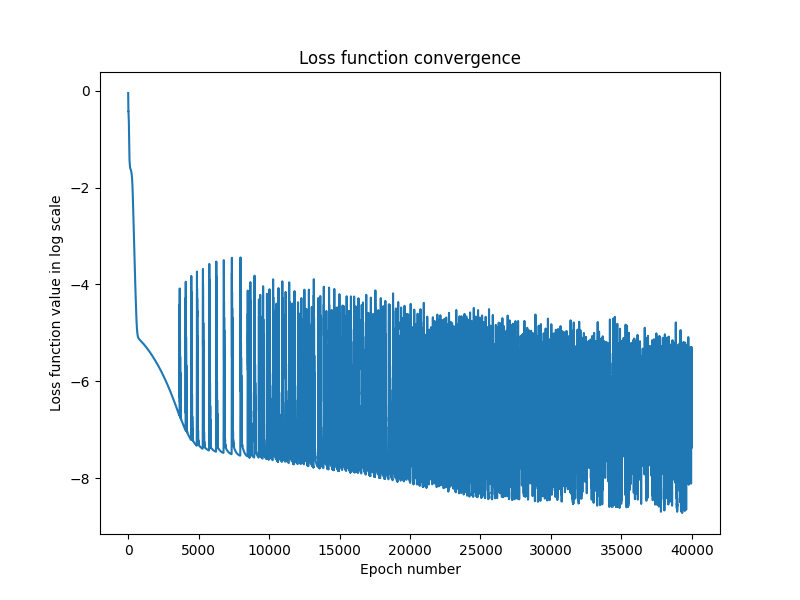 Loss function convergence
Loss function value in log scale
0
−2
−4
−6
−8
0 5000 10000 15000 20000 25000 30000 35000 40000
Epoch number